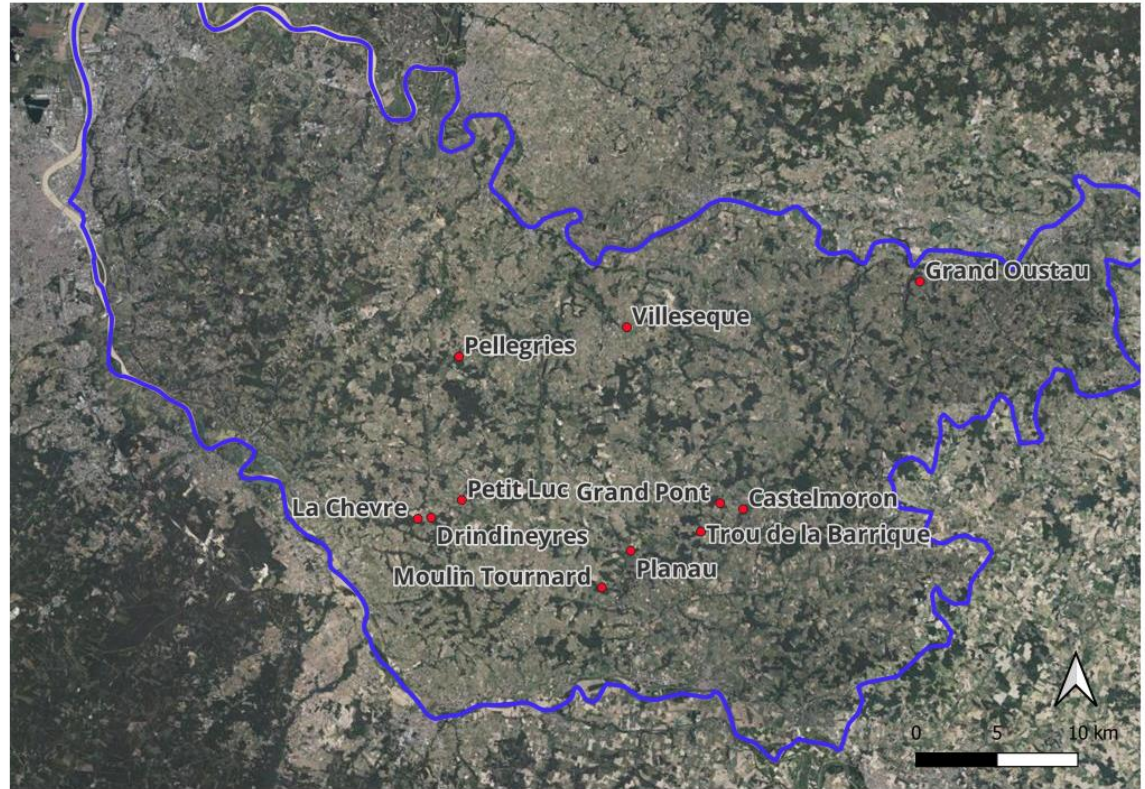 Grand Oustau
Villeseque
Pellegries
Petit Luc
Grand Pont
Castelmoron
La Chevre
Drindineyres
Trou de la Barrique
Planau
Moulin Tournard
0 5 10 km